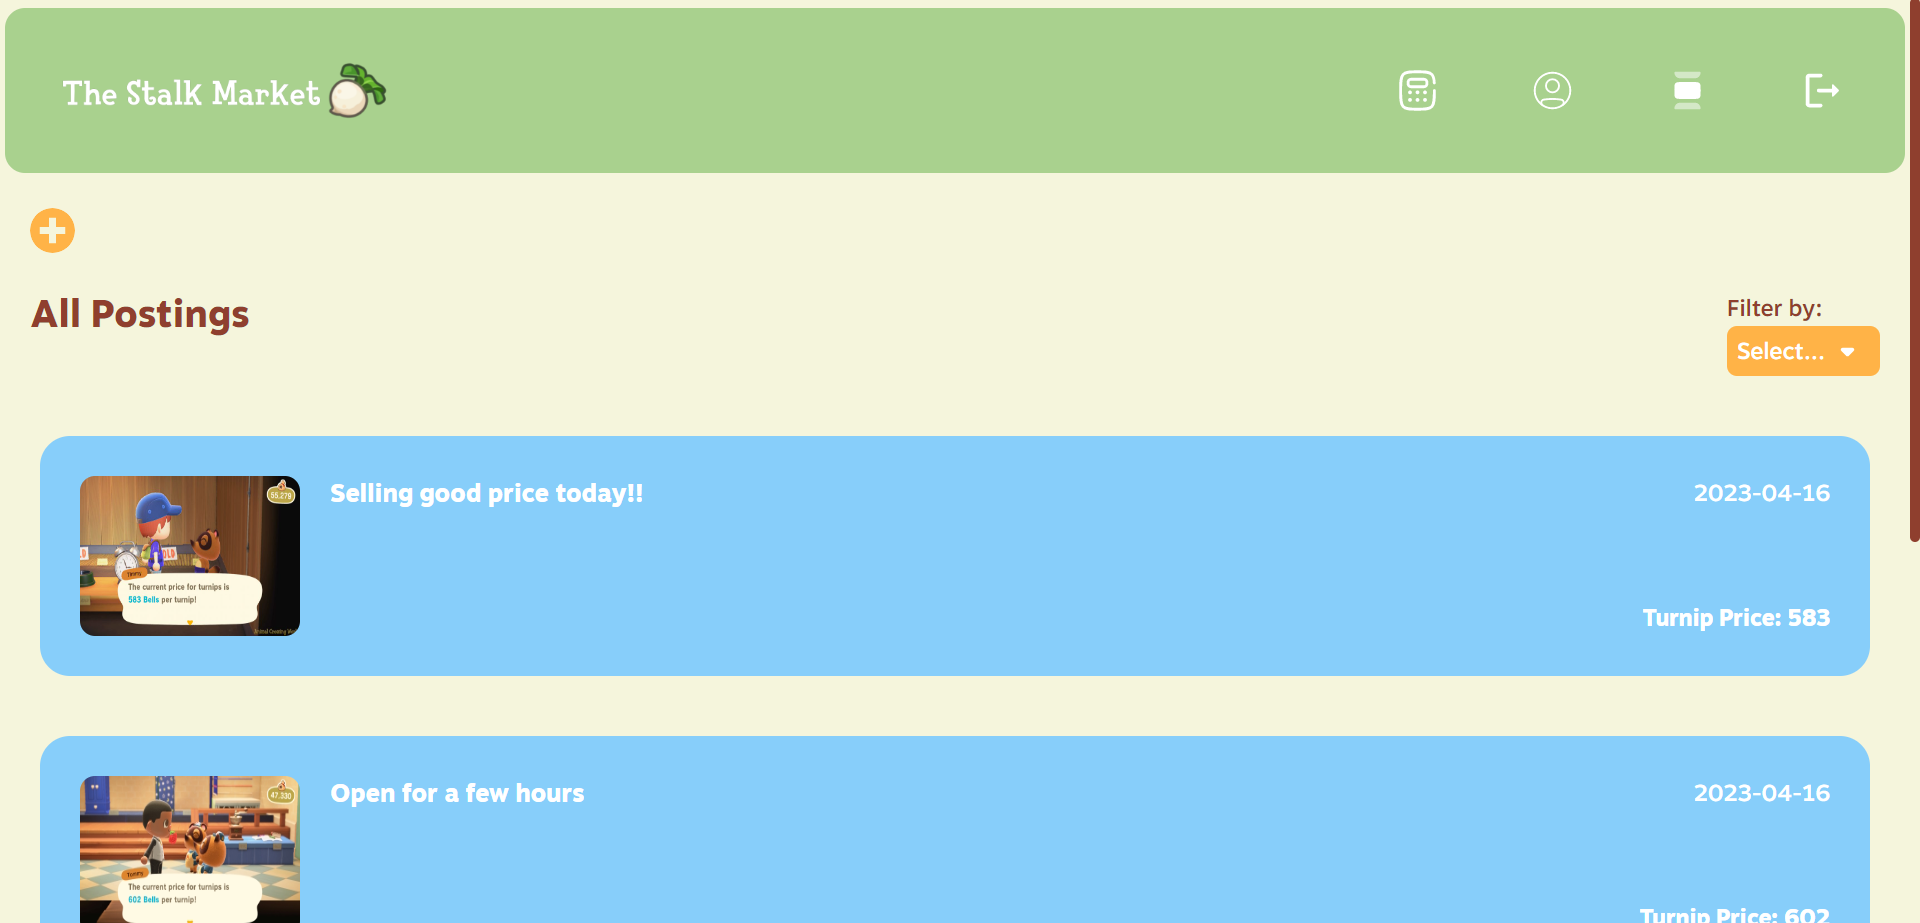 The Stalk Market
All Postings
Filter by:
Select...
Selling good price today!!
2023-04-16
55,279
Timmy
The current price for turnips is
583 Bells per turnip!
Turnip Price: 583
Open for a few hours
2023-04-16
47,330
Tommy
The current price for turnips is
602 Bells per turnip!
Turnip Price: 602